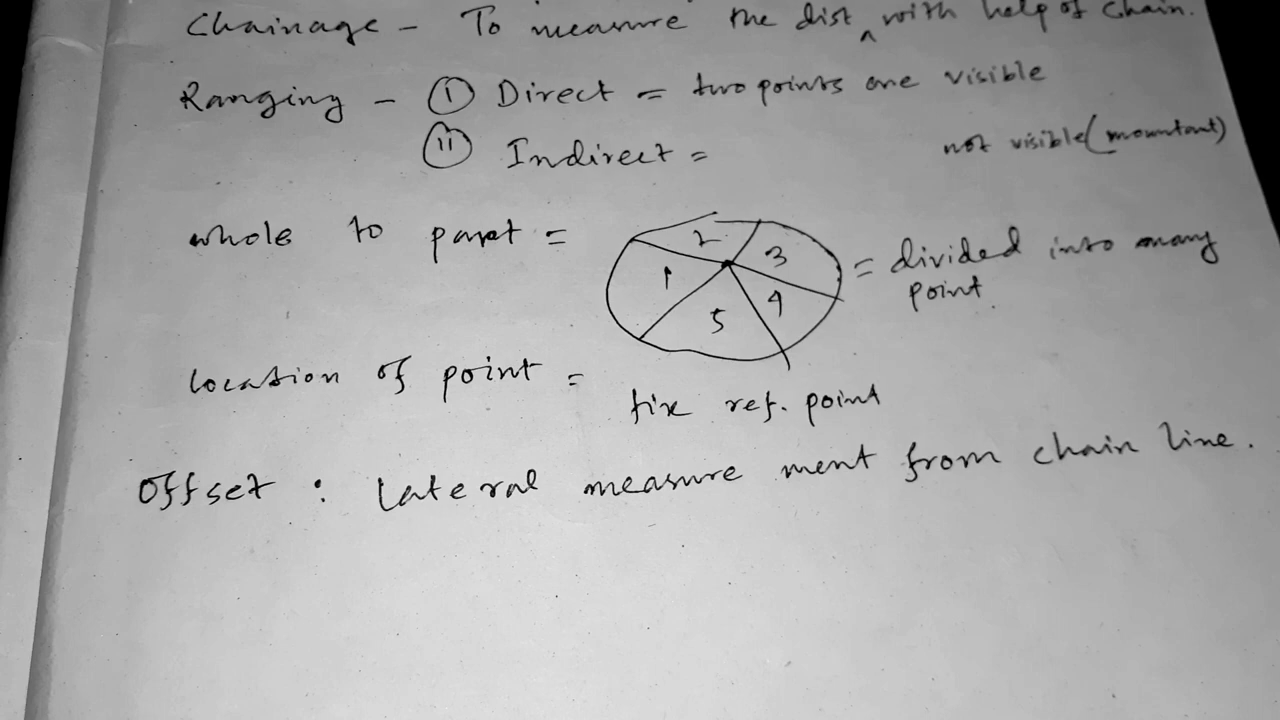 Chainage - To measure the dist ^ with help of chain.
Ranging - (I) Direct = two points are visible
(II) Indirect = not visible (mountant)
whole to part =
2
3
1
4
5
= divided into many
point.
location of point = fix ref. point
Offset : Lateral measure ment from chain line.